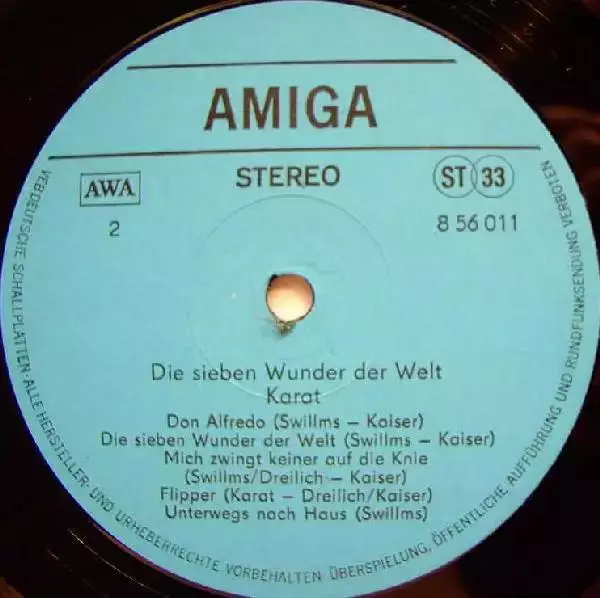 AMIGA
AWA
STEREO
ST 33
2
8 56 011
Die sieben Wunder der Welt
Karat
Don Alfredo (Swillms – Kaiser)
Die sieben Wunder der Welt (Swillms – Kaiser)
Mich zwingt keiner auf die Knie
(Swillms/Dreilich – Kaiser)
Flipper (Karat – Dreilich/Kaiser)
Unterwegs nach Haus (Swillms)
VEB DEUTSCHE SCHALLPLATTEN · ALLE HERSTELLER- UND URHEBERRECHTE VORBEHALTEN · ÜBERSPIELUNG, ÖFFENTLICHE AUFFÜHRUNG UND RUNDFUNKSENDUNG VERBOTEN